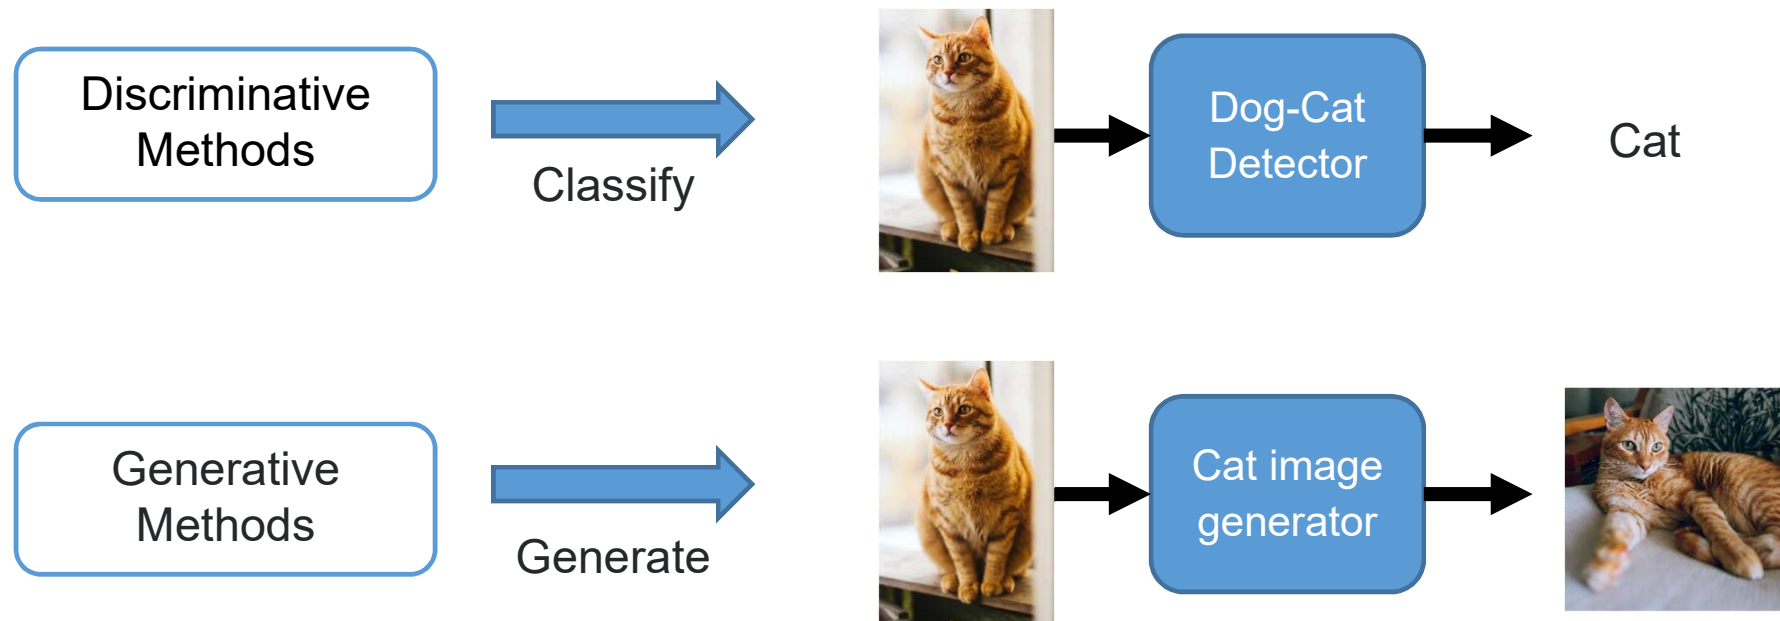 Discriminative
Methods
Classify
Dog-Cat
Detector
Cat
Generative
Methods
Generate
Cat image
generator